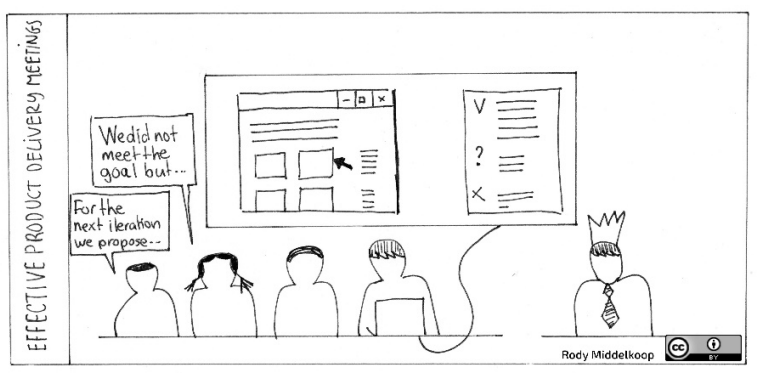 EFFECTIVE PRODUCT DELIVERY MEETINGS
We did not
meet the
goal but...
For the
next iteration
we propose...
V
?
X
Rody Middelkoop
cc
BY